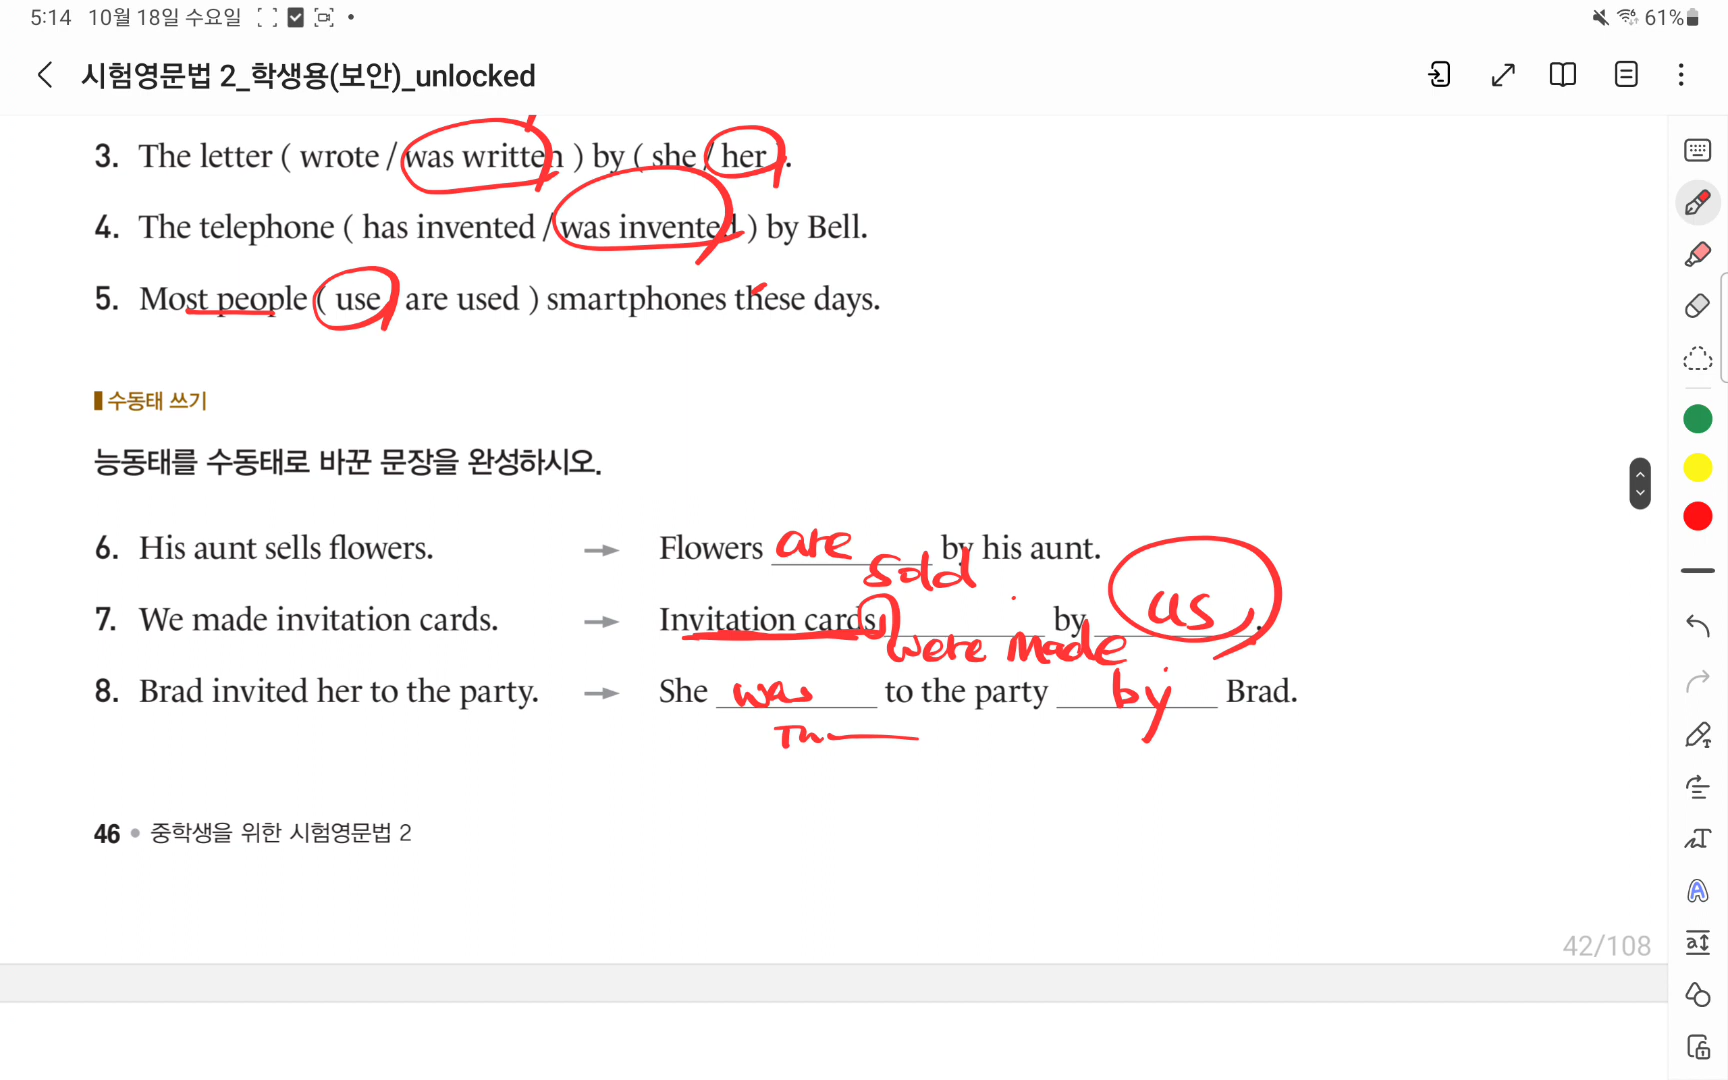 5:14 10월 18일 수요일 61%
시험영문법 2_학생용(보안)_unlocked
3. The letter ( wrote / was written ) by ( she / her ).
4. The telephone ( has invented / was invented ) by Bell.
5. Most people ( use / are used ) smartphones these days.
수동태 쓰기
능동태를 수동태로 바꾼 문장을 완성하시오.
6. His aunt sells flowers. → Flowers are sold by his aunt.
7. We made invitation cards. → Invitation cards were made by us.
8. Brad invited her to the party. → She was to the party by Brad.
46 • 중학생을 위한 시험영문법 2
42/108